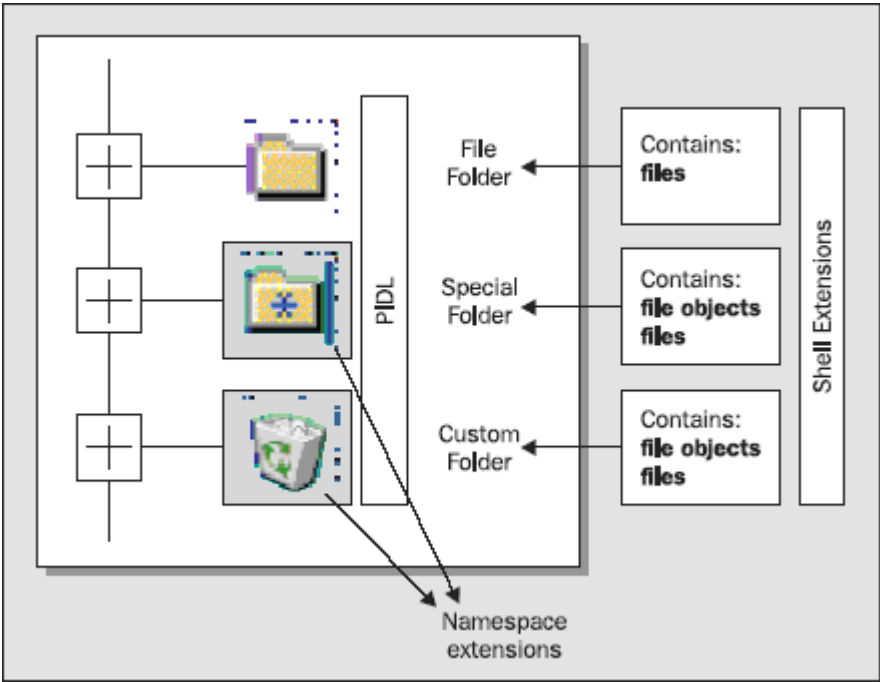 File
Folder
Contains:
files
PIDL
Special
Folder
Contains:
file objects
files
Shell Extensions
Custom
Folder
Contains:
file objects
files
Namespace
extensions